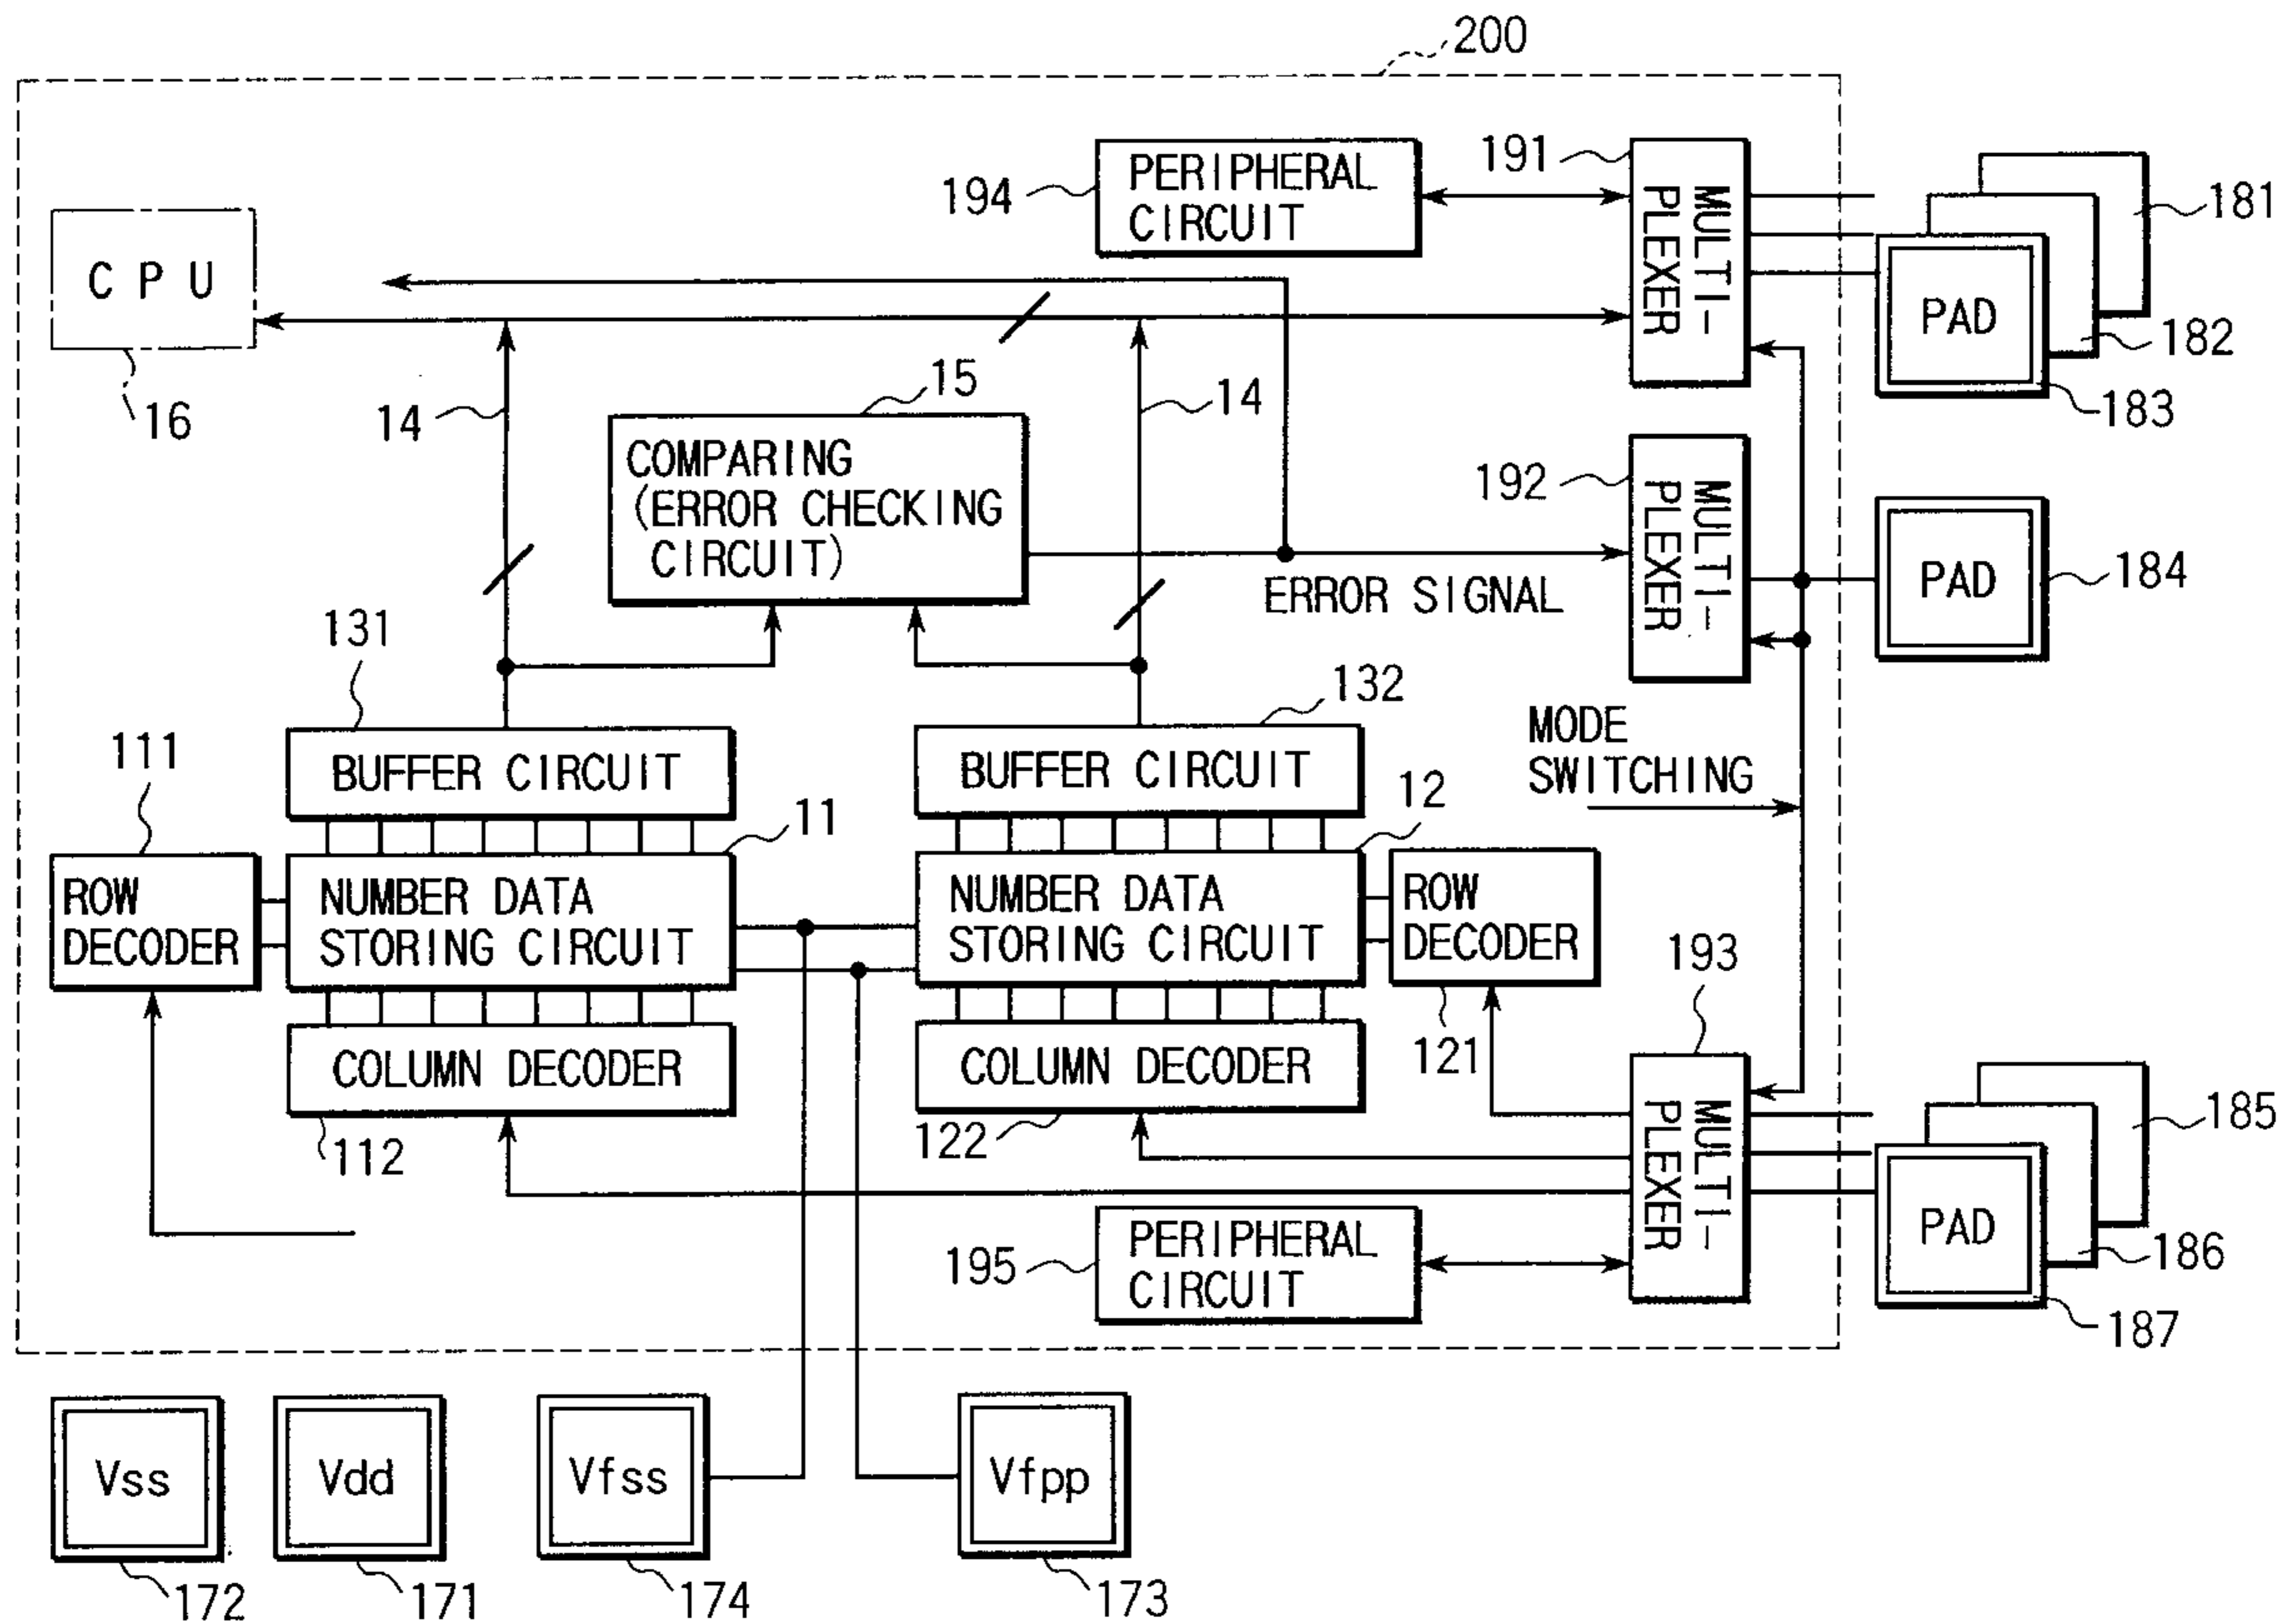 200
191
194
PERIPHERAL
CIRCUIT
MULTI-
PLEXER
181
C P U
PAD
182
183
16
14
15
14
COMPARING
(ERROR CHECKING
CIRCUIT)
192
MULTI-
PLEXER
PAD
184
ERROR SIGNAL
131
132
MODE
SWITCHING
111
BUFFER CIRCUIT
BUFFER CIRCUIT
11
12
ROW
DECODER
NUMBER DATA
STORING CIRCUIT
NUMBER DATA
STORING CIRCUIT
ROW
DECODER
193
121
COLUMN DECODER
COLUMN DECODER
112
122
MULTI-
PLEXER
185
PAD
186
187
195
PERIPHERAL
CIRCUIT
Vss
Vdd
Vfss
Vfpp
172
171
174
173